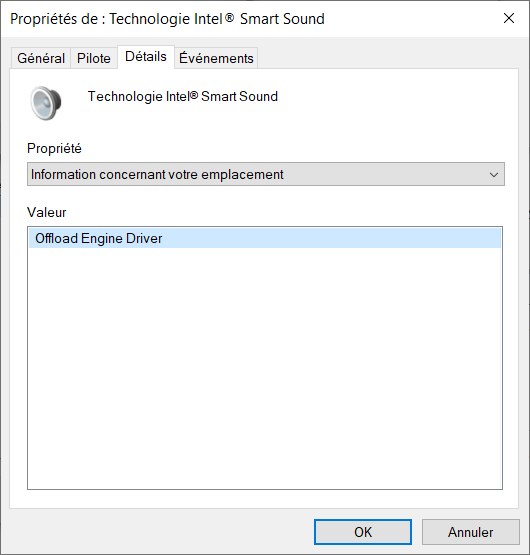 Propriétés de : Technologie Intel® Smart Sound
Général Pilote Détails Événements
Technologie Intel® Smart Sound
Propriété
Information concernant votre emplacement
Valeur
Offload Engine Driver
OK Annuler